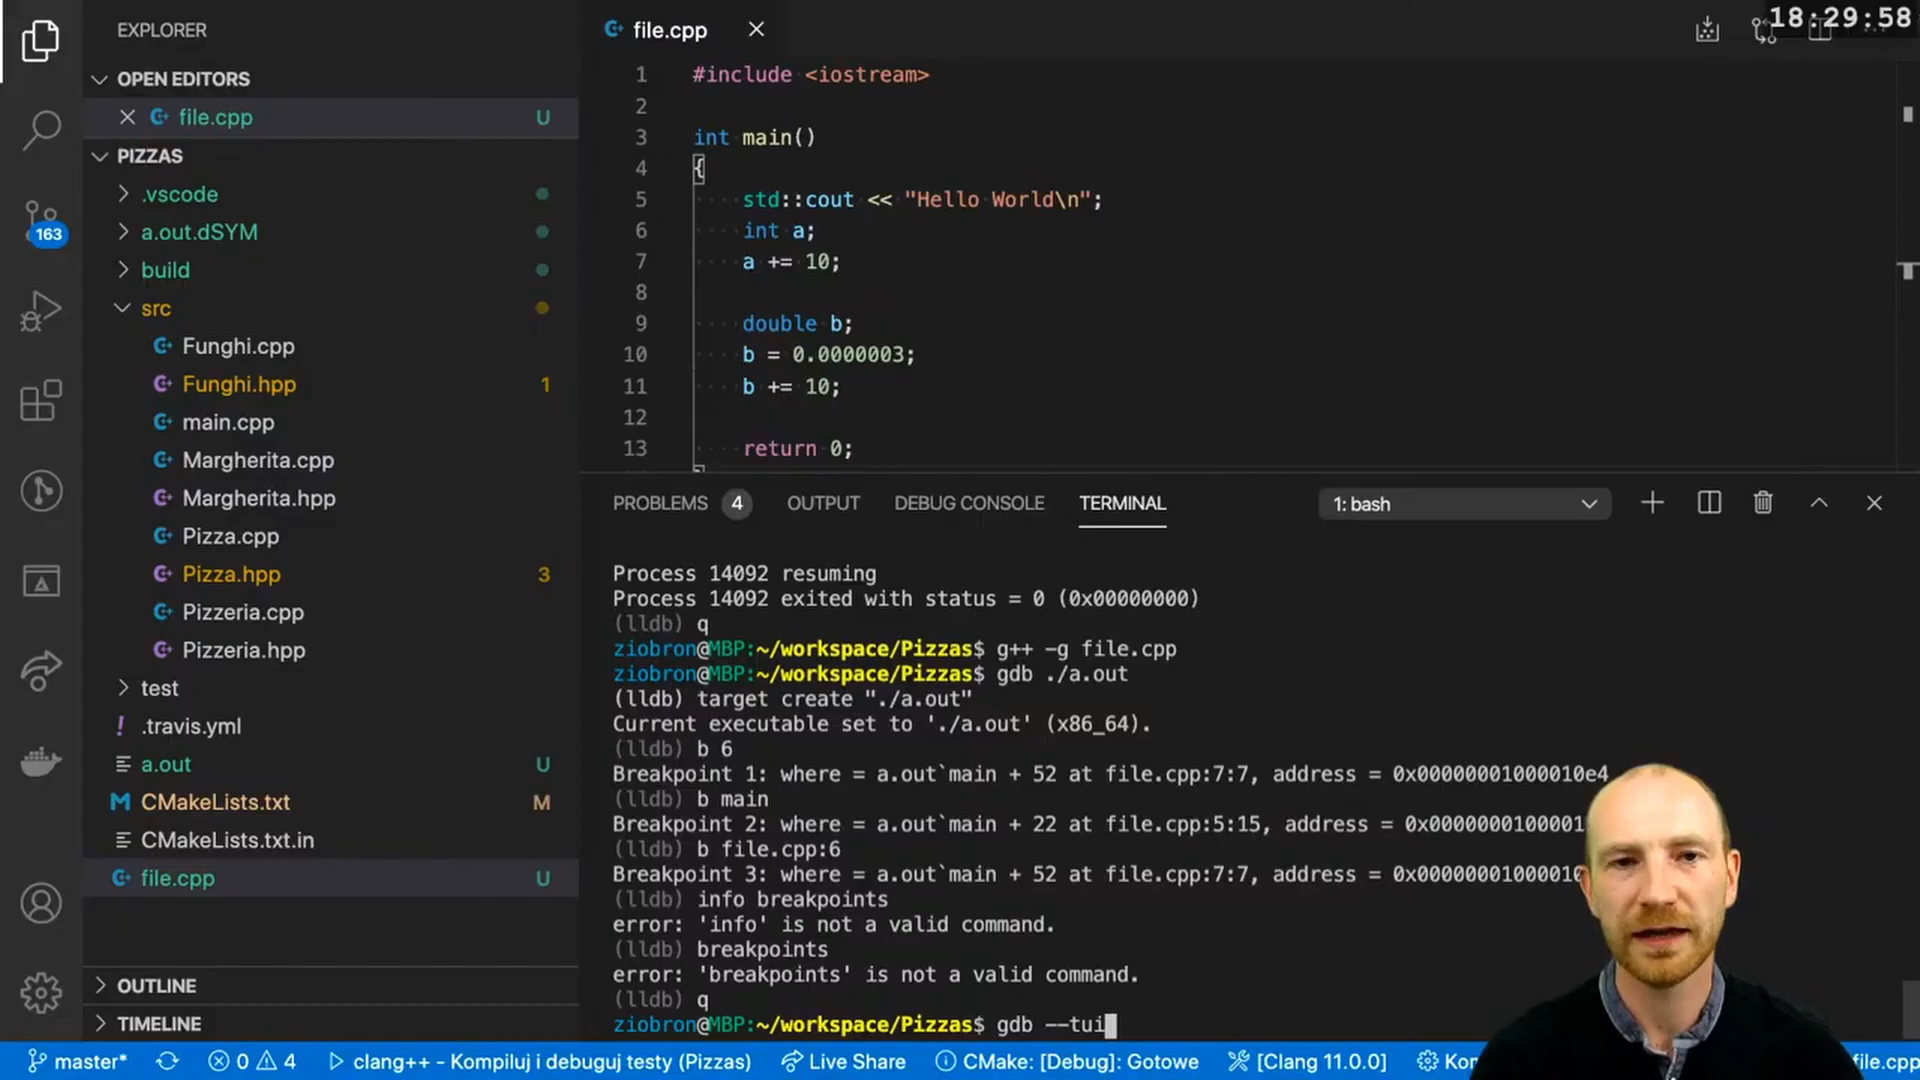 18:29:58
EXPLORER
OPEN EDITORS
file.cpp U
PIZZAS
.vscode
a.out.dSYM
build
src
Funghi.cpp
Funghi.hpp 1
main.cpp
Margherita.cpp
Margherita.hpp
Pizza.cpp
Pizza.hpp 3
Pizzeria.cpp
Pizzeria.hpp
test
.travis.yml
a.out U
CMakeLists.txt M
CMakeLists.txt.in
file.cpp U
OUTLINE
TIMELINE
163
file.cpp
1 #include <iostream>
2
3 int main()
4 {
5 std::cout << "Hello World\n";
6 int a;
7 a += 10;
8
9 double b;
10 b = 0.0000003;
11 b += 10;
12
13 return 0;
PROBLEMS 4 OUTPUT DEBUG CONSOLE TERMINAL 1: bash
Process 14092 resuming
Process 14092 exited with status = 0 (0x00000000)
(lldb) q
ziobron@MBP:~/workspace/Pizzas$ g++ -g file.cpp
ziobron@MBP:~/workspace/Pizzas$ gdb ./a.out
(lldb) target create "./a.out"
Current executable set to './a.out' (x86_64).
(lldb) b 6
Breakpoint 1: where = a.out`main + 52 at file.cpp:7:7, address = 0x00000001000010e4
(lldb) b main
Breakpoint 2: where = a.out`main + 22 at file.cpp:5:15, address = 0x0000000100001
(lldb) b file.cpp:6
Breakpoint 3: where = a.out`main + 52 at file.cpp:7:7, address = 0x00000001000010
(lldb) info breakpoints
error: 'info' is not a valid command.
(lldb) breakpoints
error: 'breakpoints' is not a valid command.
(lldb) q
ziobron@MBP:~/workspace/Pizzas$ gdb --tui
master* 0 4 clang++ - Kompiluj i debuguj testy (Pizzas) Live Share CMake: [Debug]: Gotowe [Clang 11.0.0] Kon file.cpp